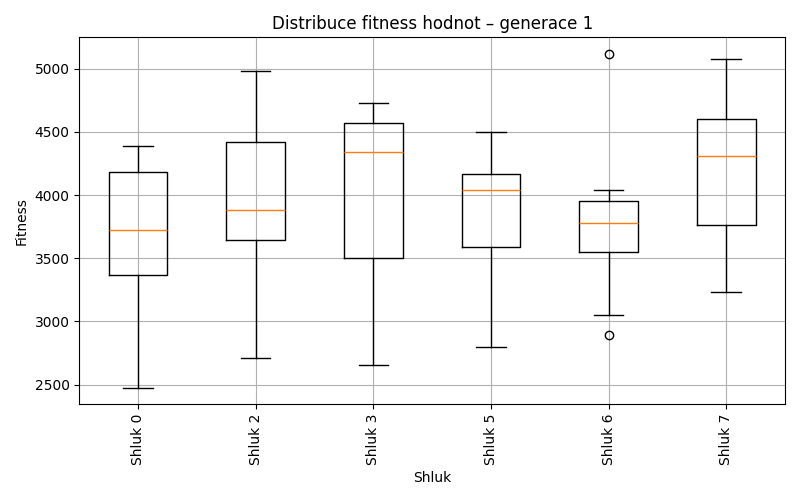 Distribuce fitness hodnot – generace 1
Fitness
5000
4500
4000
3500
3000
2500
Shluk 0
Shluk 2
Shluk 3
Shluk 5
Shluk 6
Shluk 7
Shluk